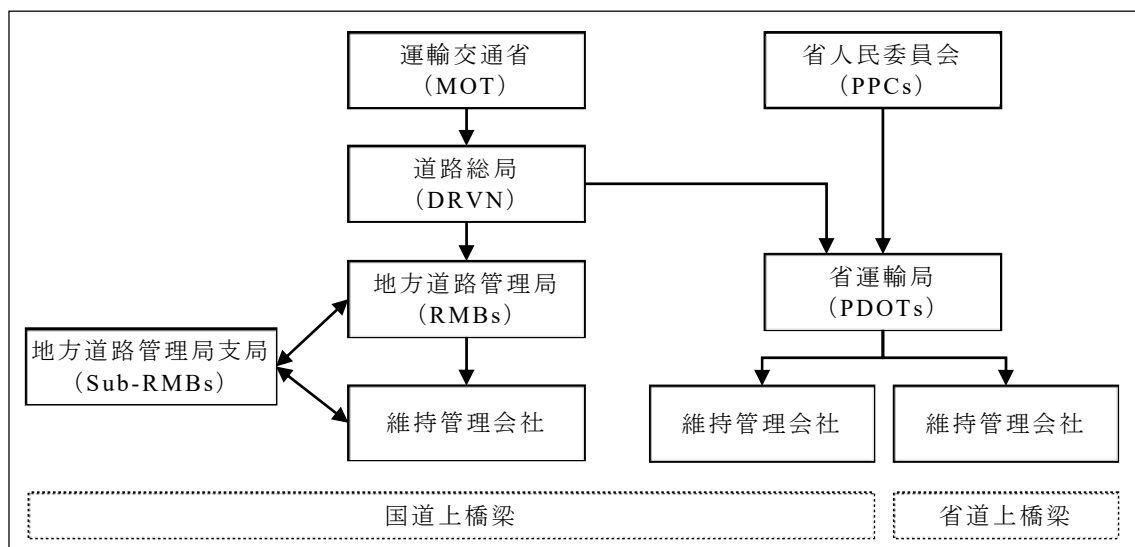 運輸交通省
（MOT）
省人民委員会
（PPCs）
道路総局
（DRVN）
地方道路管理局
（RMBs）
省運輸局
（PDOTs）
地方道路管理局支局
（Sub-RMBs）
維持管理会社
維持管理会社
維持管理会社
国道上橋梁
省道上橋梁